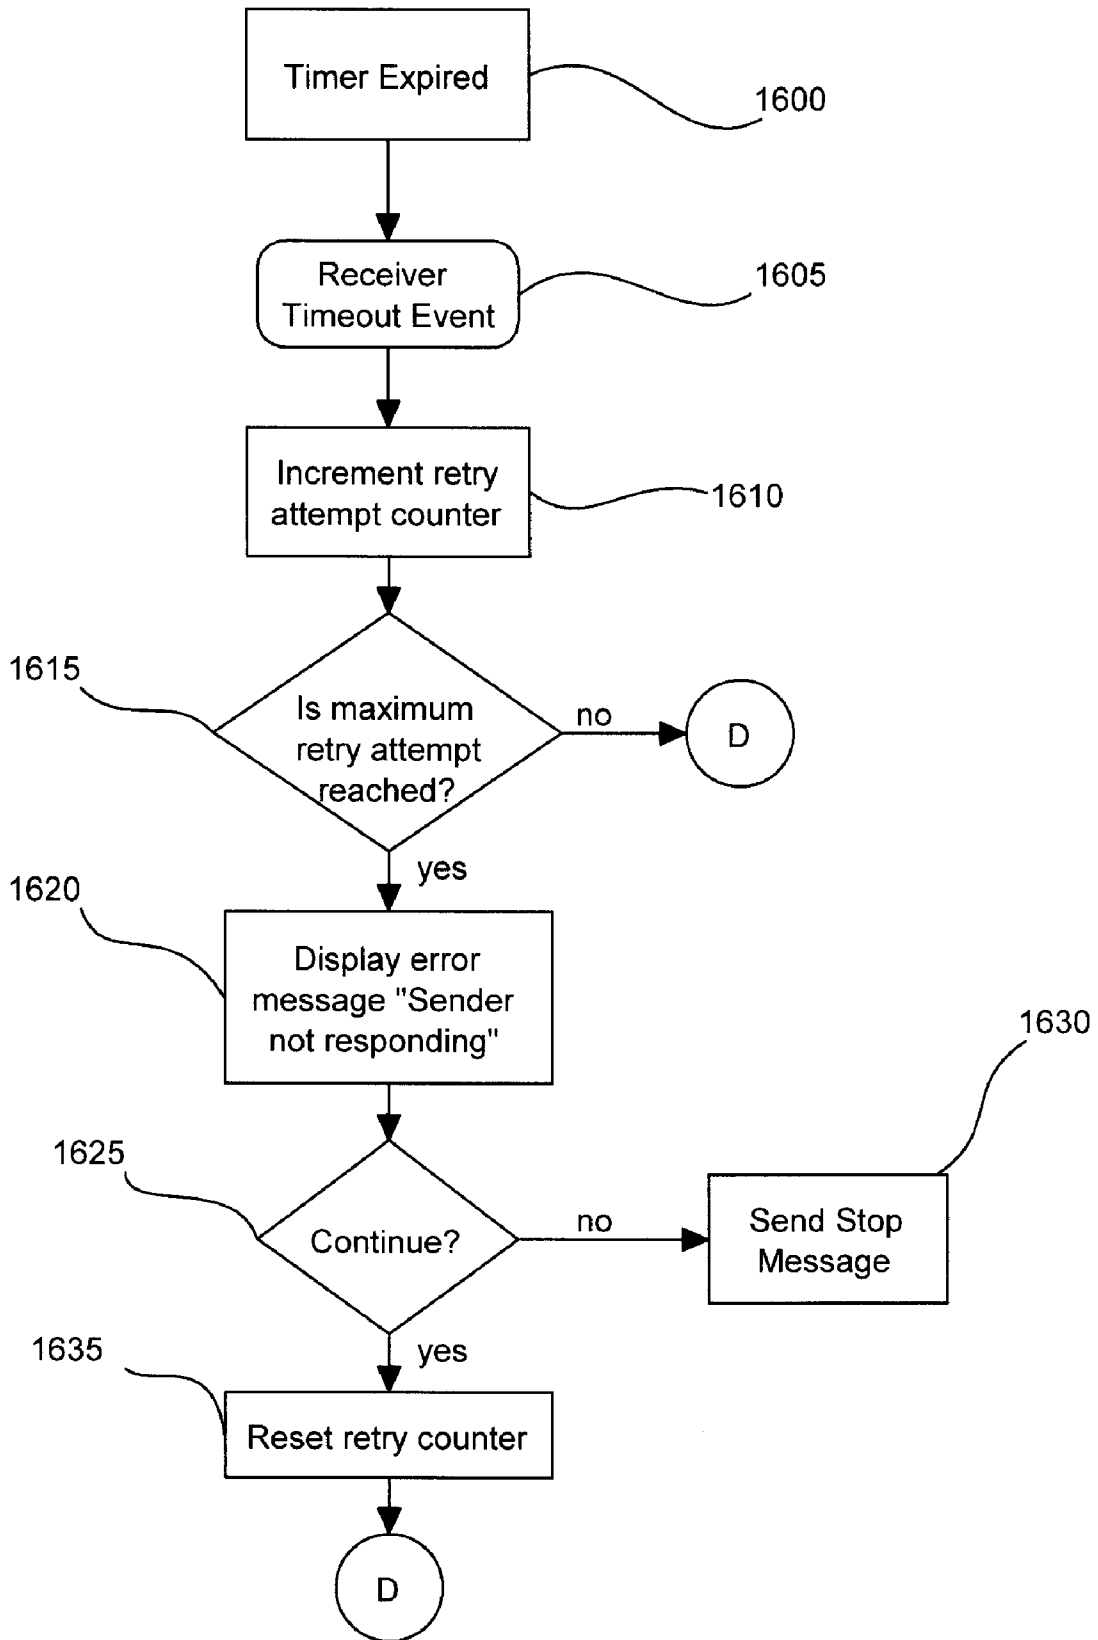 Timer Expired
1600
Receiver
Timeout Event
1605
Increment retry
attempt counter
1610
1615
Is maximum
retry attempt
reached?
no
D
yes
1620
Display error
message "Sender
not responding"
1630
1625
Continue?
no
Send Stop
Message
yes
1635
Reset retry counter
D